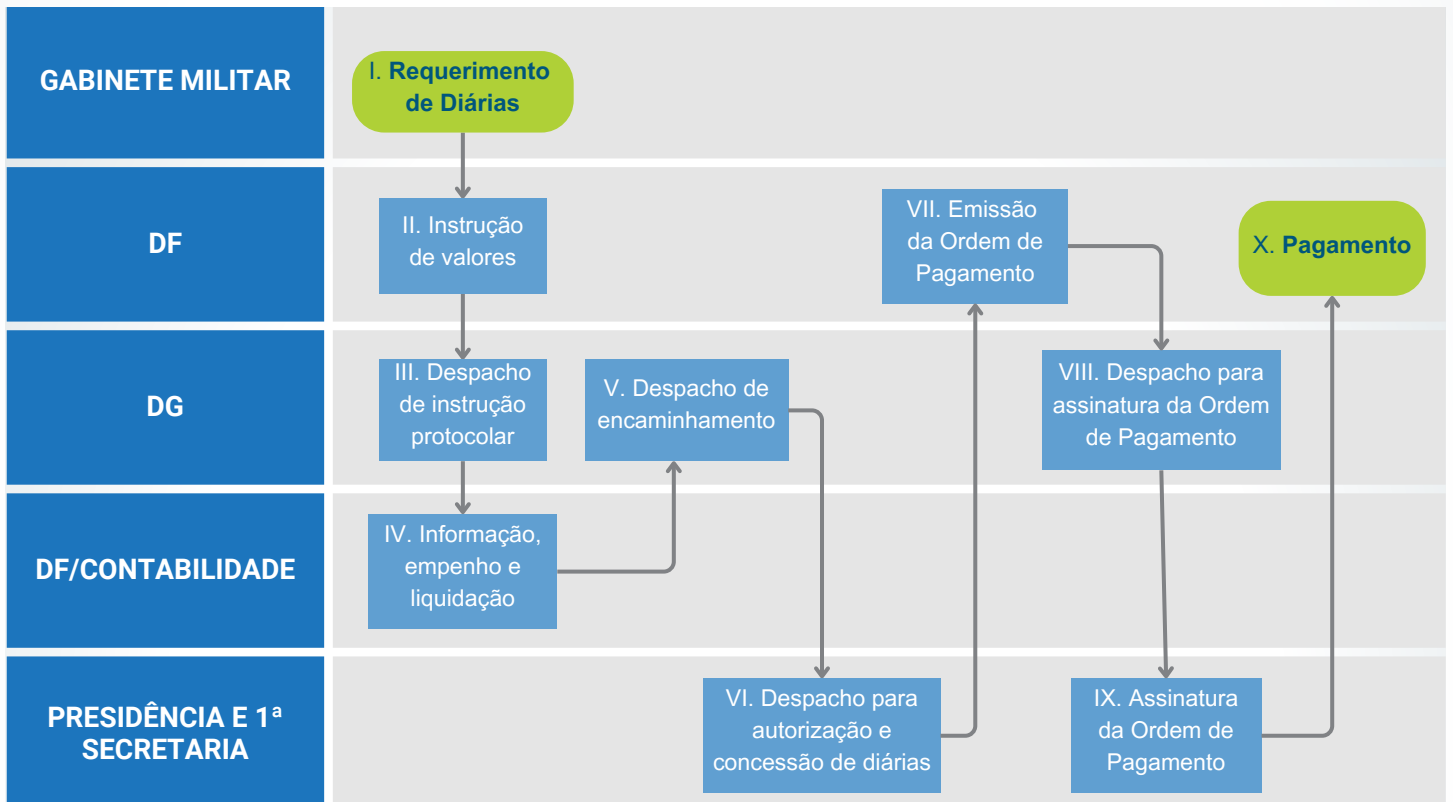 GABINETE MILITAR
I. Requerimento
de Diárias
DF
II. Instrução
de valores
VII. Emissão
da Ordem de
Pagamento
X. Pagamento
DG
III. Despacho
de instrução
protocolar
V. Despacho de
encaminhamento
VIII. Despacho para
assinatura da Ordem
de Pagamento
DF/CONTABILIDADE
IV. Informação,
empenho e
liquidação
PRESIDÊNCIA E 1ª
SECRETARIA
VI. Despacho para
autorização e
concessão de diárias
IX. Assinatura
da Ordem de
Pagamento